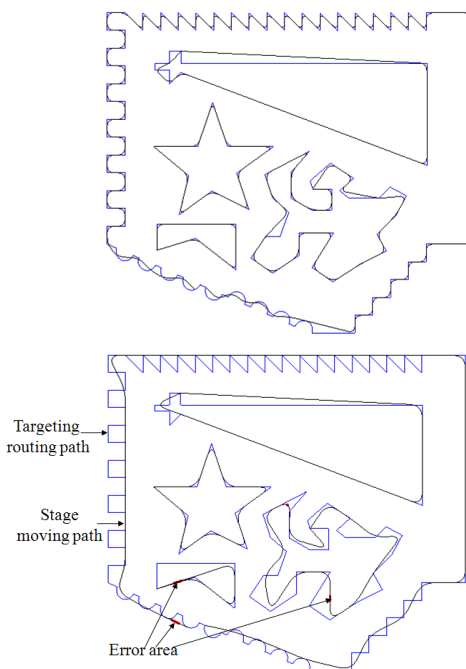 Targeting
routing path
Stage
moving path
Error area